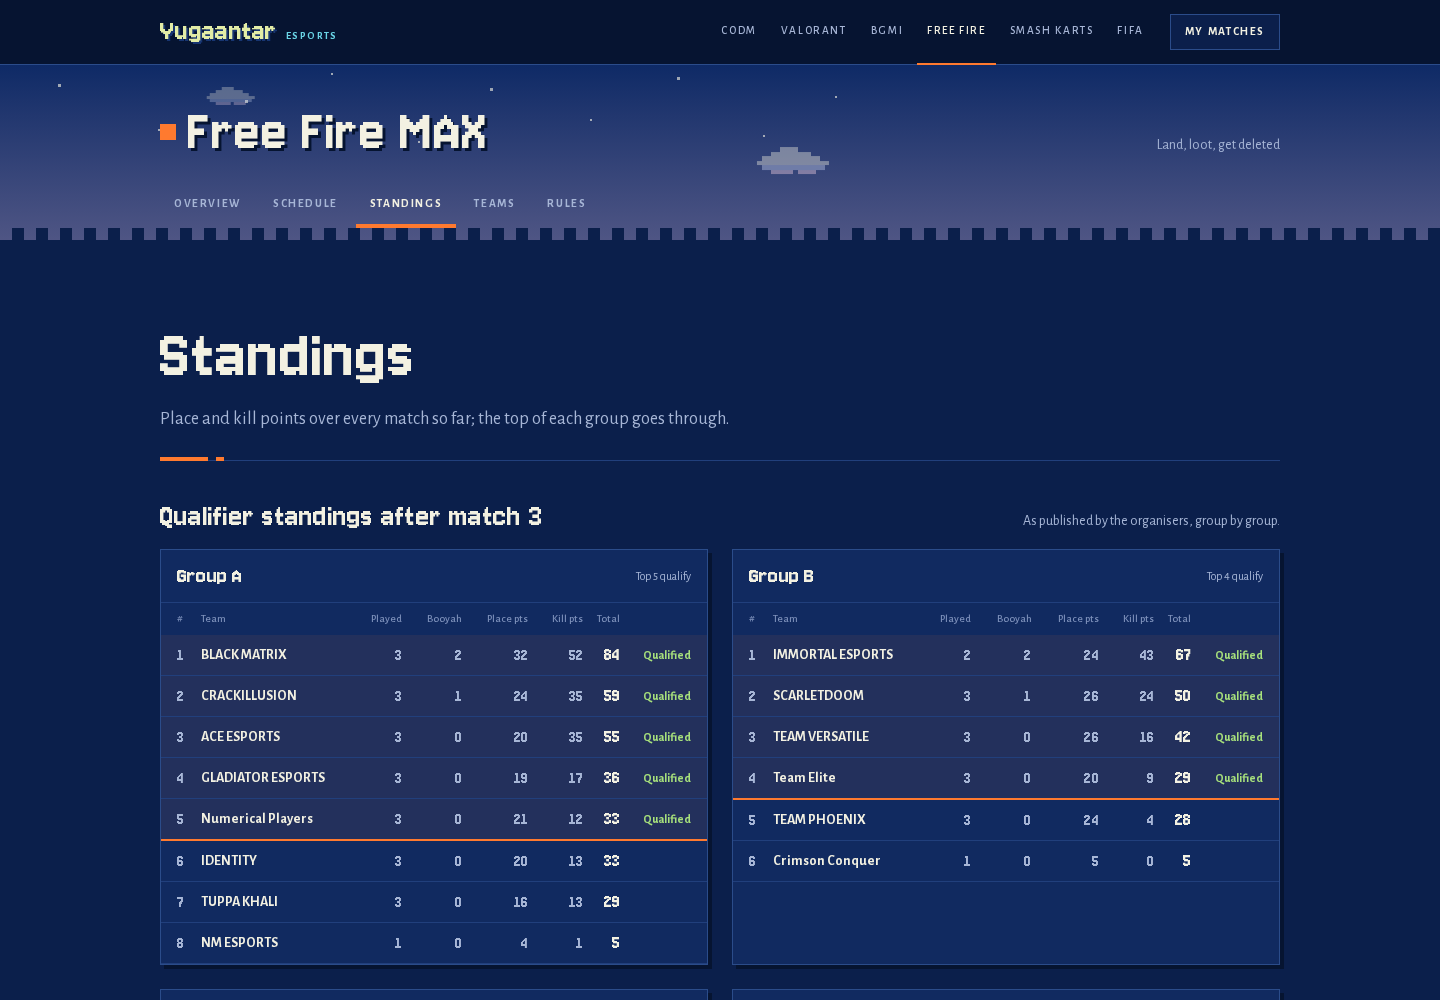 Yugaantar ESPORTS
CODM VALORANT BGMI FREE FIRE SMASH KARTS FIFA MY MATCHES
Free Fire MAX
Land, loot, get deleted
OVERVIEW SCHEDULE STANDINGS TEAMS RULES
Standings
Place and kill points over every match so far; the top of each group goes through.
Qualifier standings after match 3
As published by the organisers, group by group.
Group A Top 5 qualify
# Team Played Booyah Place pts Kill pts Total
1 BLACK MATRIX 3 2 32 52 84 Qualified
2 CRACKILLUSION 3 1 24 35 59 Qualified
3 ACE ESPORTS 3 0 20 35 55 Qualified
4 GLADIATOR ESPORTS 3 0 19 17 36 Qualified
5 Numerical Players 3 0 21 12 33 Qualified
6 IDENTITY 3 0 20 13 33
7 TUPPA KHALI 3 0 16 13 29
8 NM ESPORTS 1 0 4 1 5
Group B Top 4 qualify
# Team Played Booyah Place pts Kill pts Total
1 IMMORTAL ESPORTS 2 2 24 43 67 Qualified
2 SCARLETDOOM 3 1 26 24 50 Qualified
3 TEAM VERSATILE 3 0 26 16 42 Qualified
4 Team Elite 3 0 20 9 29 Qualified
5 TEAM PHOENIX 3 0 24 4 28
6 Crimson Conquer 1 0 5 0 5